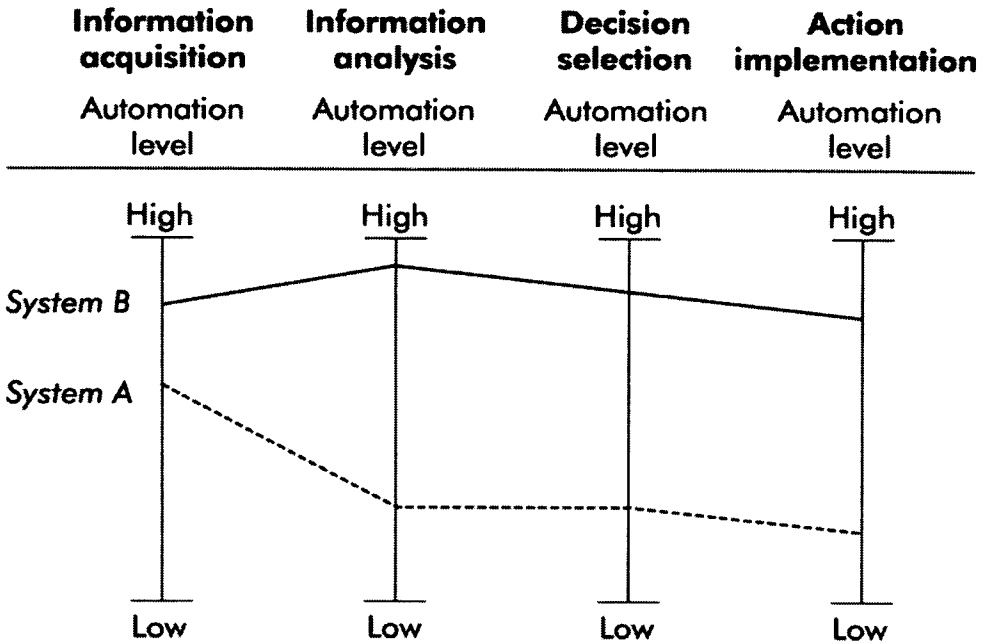 Information Information Decision Action
acquisition analysis selection implementation
Automation Automation Automation Automation
level level level level
High High High High
System B
System A
Low Low Low Low